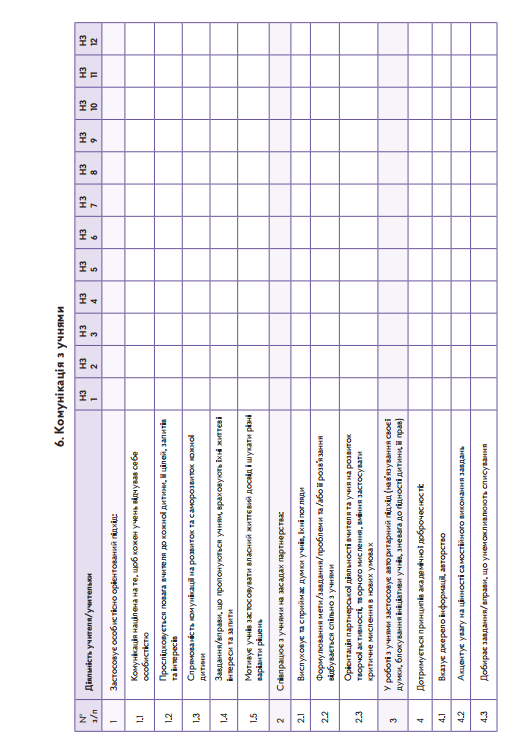 6. Комунікація з учнями
№ з/п
Діяльність учителя/учительки
НЗ 1
НЗ 2
НЗ 3
НЗ 4
НЗ 5
НЗ 6
НЗ 7
НЗ 8
НЗ 9
НЗ 10
НЗ 11
НЗ 12
1
Застосовує особистісно орієнтований підхід:
1.1
Комунікація націлена на те, щоб кожен учень відчував себе
особистістю
1.2
Прослідковується повага вчителя до кожної дитини, її цілей, запитів
та інтересів
1.3
Спрямованість комунікації на розвиток та саморозвиток кожної
дитини
1.4
Завдання/вправи, що пропонуються учням, враховують їхні життєві
інтереси та запити
1.5
Мотивує учнів застосовувати власний життєвий досвід і шукати різні
варіанти рішень
2
Співпрацює з учнями на засадах партнерства:
2.1
Вислуховує та сприймає думки учнів, їхні погляди
2.2
Формулювання мети/завдання/проблеми та /або її розв'язання
відбувається спільно з учнями
2.3
Орієнтація партнерської діяльності вчителя та учня на розвиток
творчої активності, творчого мислення, вміння застосувати
критичне мислення в нових умовах
3
У роботі з учнями застосовує авторитарний підхід (нав'язування своєї
думки, блокування ініціативи учнів, зневага до гідності дитини, її прав)
4
Дотримується принципів академічної доброчесності:
4.1
Вказує джерело інформації, авторство
4.2
Акцентує увагу на цінності самостійного виконання завдань
4.3
Добирає завдання/вправи, що унеможливлюють списування